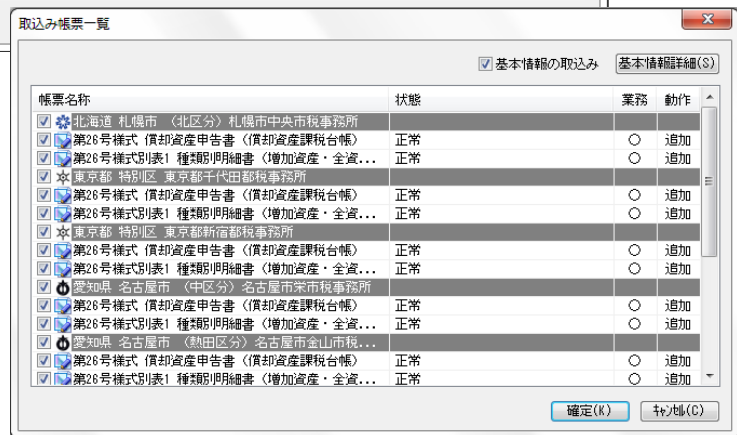 取込み帳票一覧
基本情報の取込み 基本情報詳細(S)
帳票名称 状態 業務 動作
北海道 札幌市 (北区分) 札幌市中央市税事務所
第26号様式 償却資産申告書(償却資産課税台帳) 正常 ○ 追加
第26号様式別表1 種類別明細書(増加資産・全資... 正常 ○ 追加
東京都 特別区 東京都千代田都税事務所
第26号様式 償却資産申告書(償却資産課税台帳) 正常 ○ 追加
第26号様式別表1 種類別明細書(増加資産・全資... 正常 ○ 追加
東京都 特別区 東京都新宿都税事務所
第26号様式 償却資産申告書(償却資産課税台帳) 正常 ○ 追加
第26号様式別表1 種類別明細書(増加資産・全資... 正常 ○ 追加
愛知県 名古屋市 (中区分) 名古屋市栄市税事務所
第26号様式 償却資産申告書(償却資産課税台帳) 正常 ○ 追加
第26号様式別表1 種類別明細書(増加資産・全資... 正常 ○ 追加
愛知県 名古屋市 (熱田区分) 名古屋市金山市税...
第26号様式 償却資産申告書(償却資産課税台帳) 正常 ○ 追加
第26号様式別表1 種類別明細書(増加資産・全資... 正常 ○ 追加
確定(K) キャンセル(C)